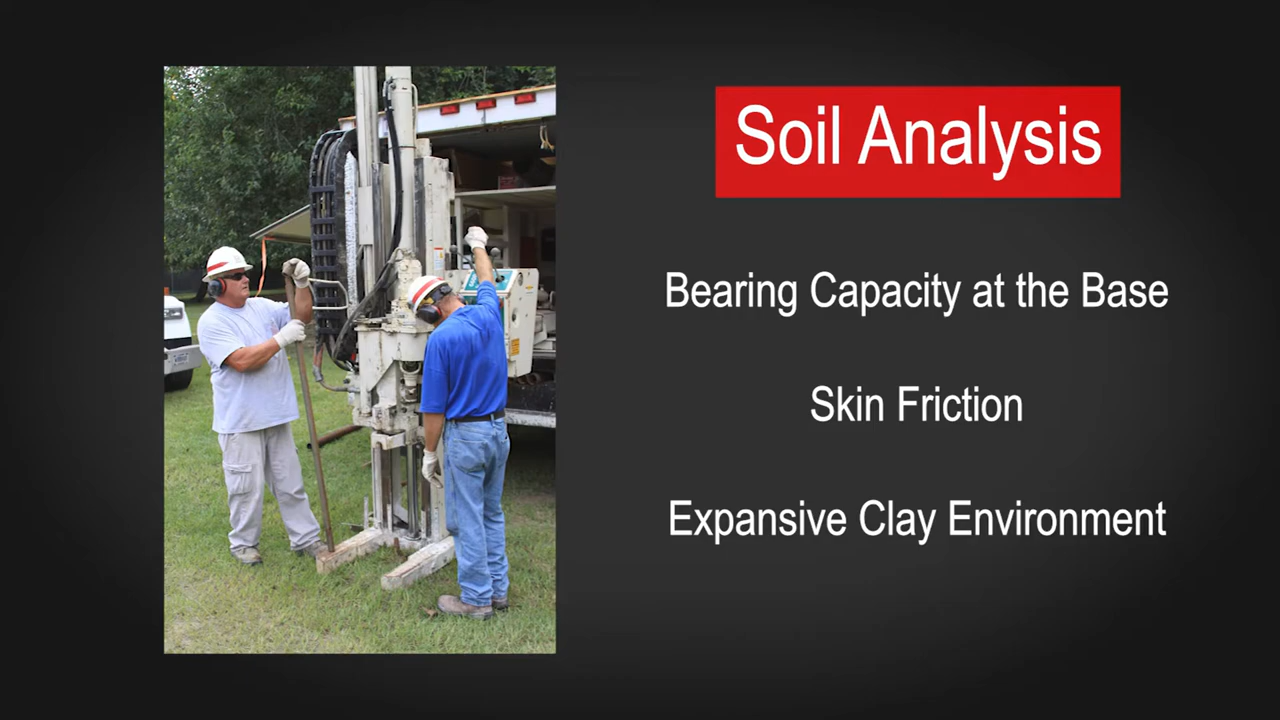 Soil Analysis
Bearing Capacity at the Base
Skin Friction
Expansive Clay Environment